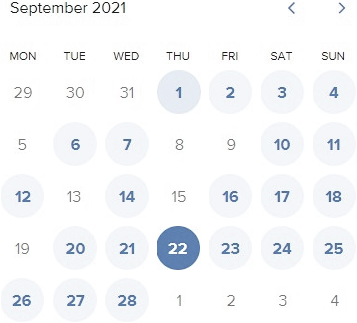 September 2021
MON TUE WED THU FRI SAT SUN
29 30 31 1 2 3 4
5 6 7 8 9 10 11
12 13 14 15 16 17 18
19 20 21 22 23 24 25
26 27 28 1 2 3 4